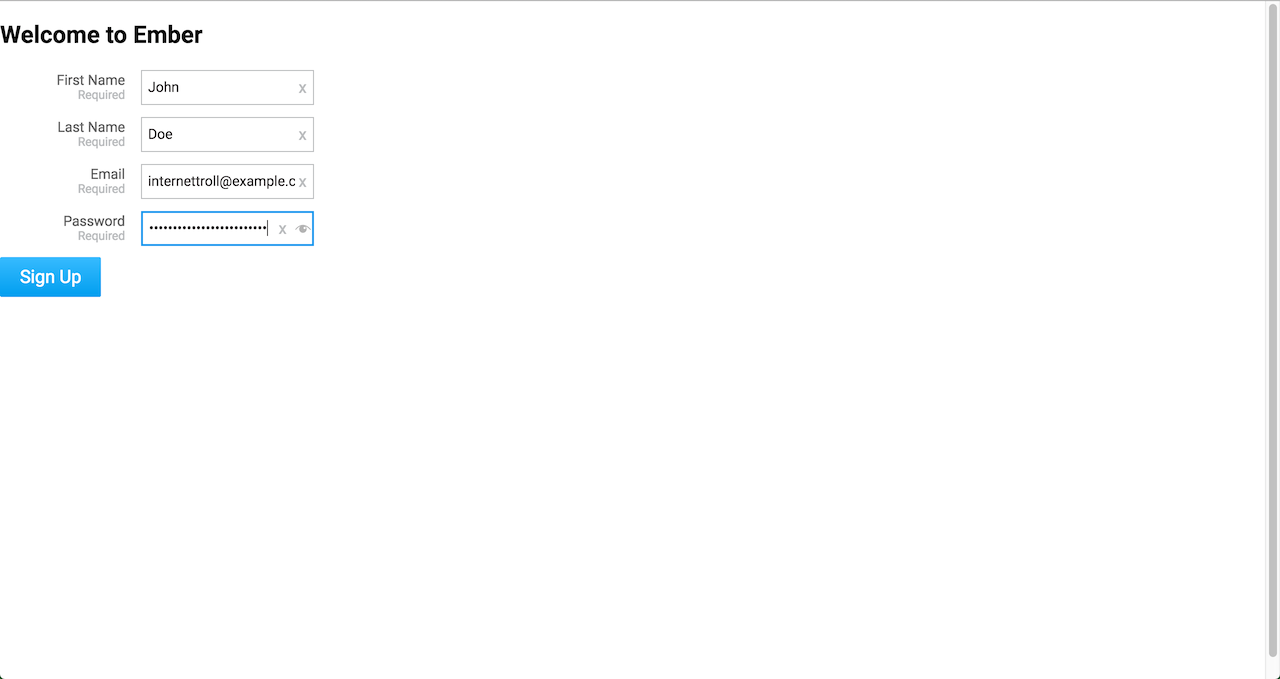 Welcome to Ember
First Name
Required
John
x
Last Name
Required
Doe
x
Email
Required
internettroll@example.c
x
Password
Required
•••••••••••••••••••••••••
x
Sign Up